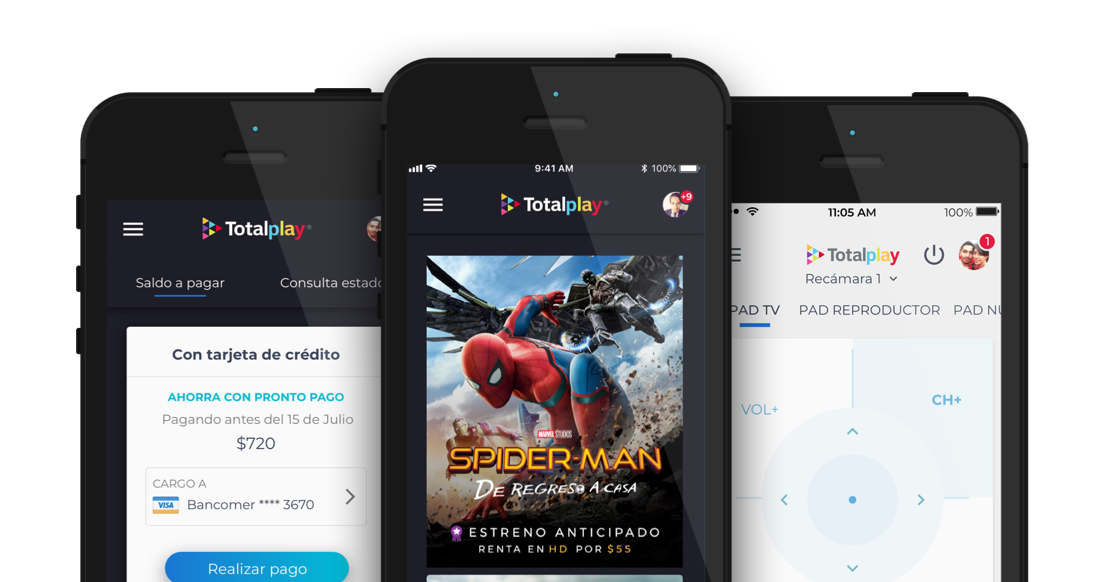 Totalplay®
Saldo a pagar
Consulta estado
Con tarjeta de crédito
AHORRA CON PRONTO PAGO
Pagando antes del 15 de Julio
$720
CARGO A
VISA
Bancomer **** 3670
Realizar pago
9:41 AM
100%
Totalplay®
+9
MARVEL STUDIOS
SPIDER-MAN
DE REGRESO A CASA
ESTRENO ANTICIPADO
RENTA EN HD POR $55
11:05 AM
100%
Totalplay
1
Recámara 1
PAD TV
PAD REPRODUCTOR
PAD NU
VOL+
CH+